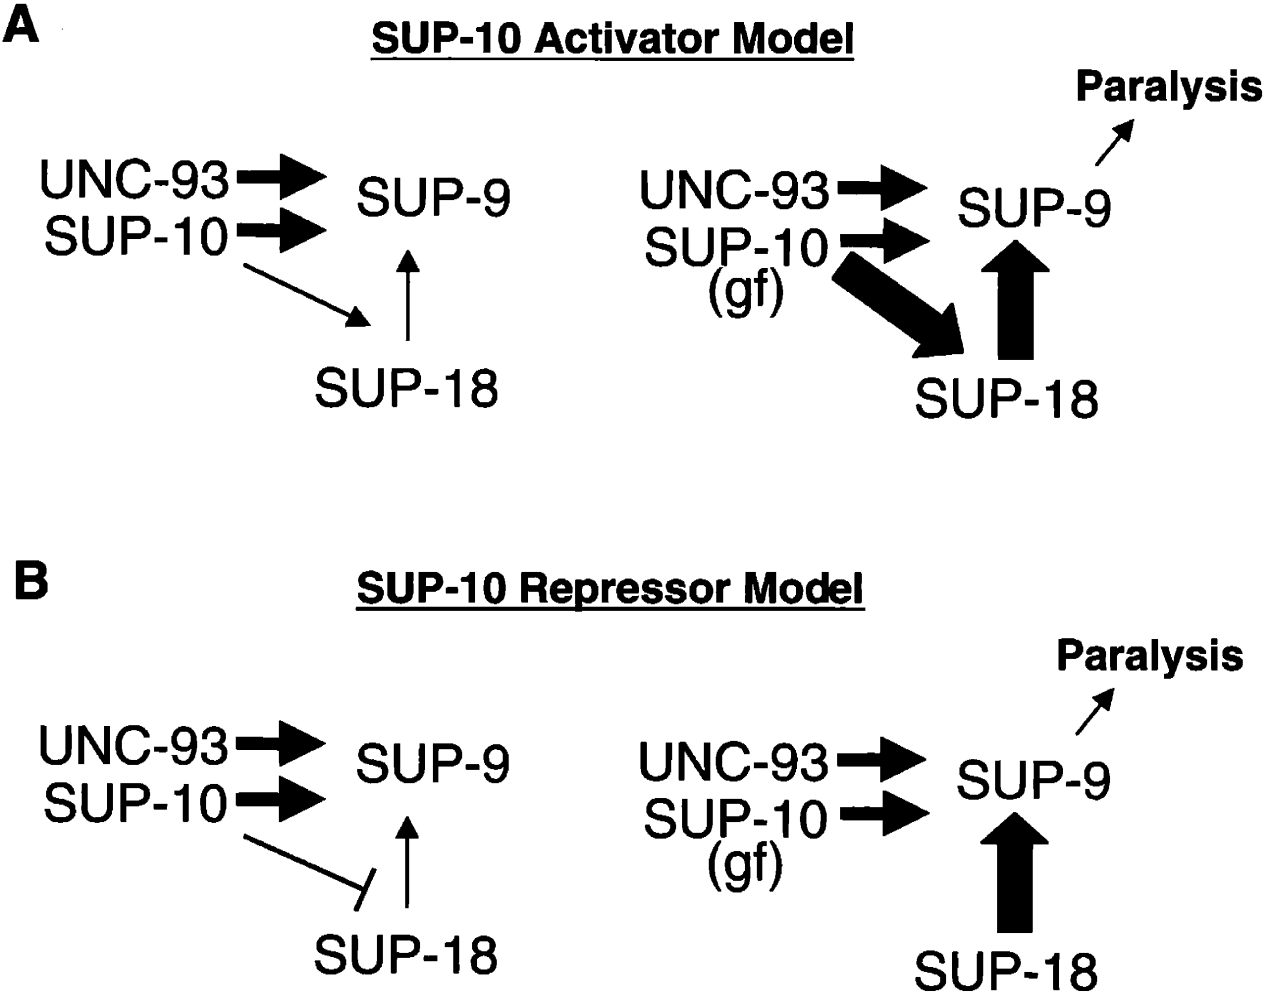 A
SUP-10 Activator Model
Paralysis
UNC-93
SUP-9
SUP-10
SUP-18
UNC-93
SUP-9
SUP-10
(gf)
SUP-18
B
SUP-10 Repressor Model
Paralysis
UNC-93
SUP-9
SUP-10
SUP-18
UNC-93
SUP-9
SUP-10
(gf)
SUP-18